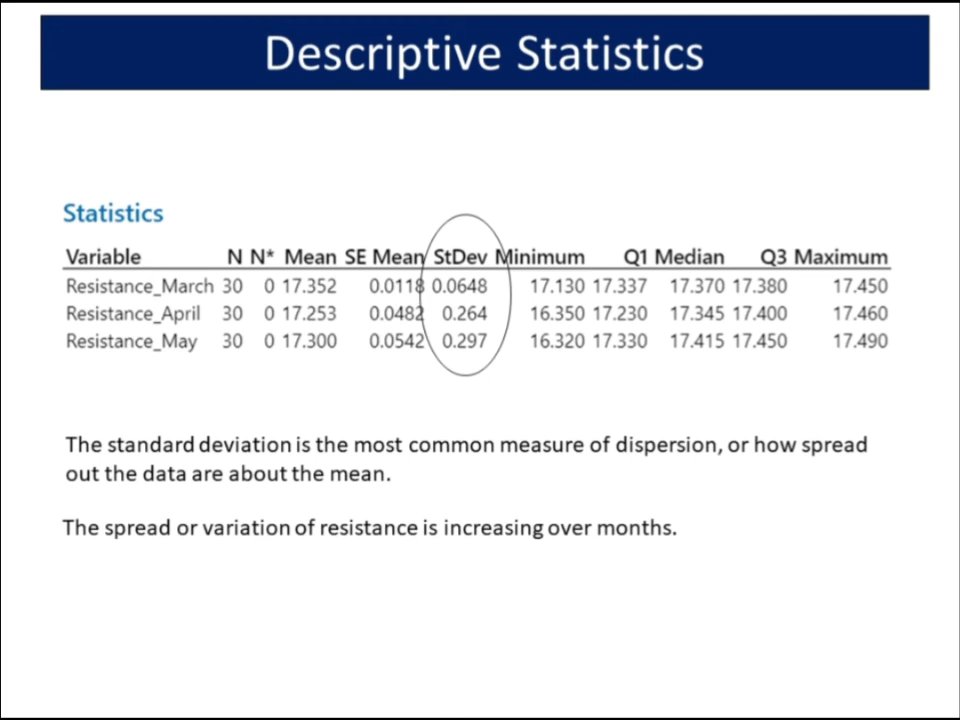 Descriptive Statistics
Statistics
Variable N N* Mean SE Mean StDev Minimum Q1 Median Q3 Maximum
Resistance_March 30 0 17.352 0.0118 0.0648 17.130 17.337 17.370 17.380 17.450
Resistance_April 30 0 17.253 0.0482 0.264 16.350 17.230 17.345 17.400 17.460
Resistance_May 30 0 17.300 0.0542 0.297 16.320 17.330 17.415 17.450 17.490
The standard deviation is the most common measure of dispersion, or how spread
out the data are about the mean.
The spread or variation of resistance is increasing over months.